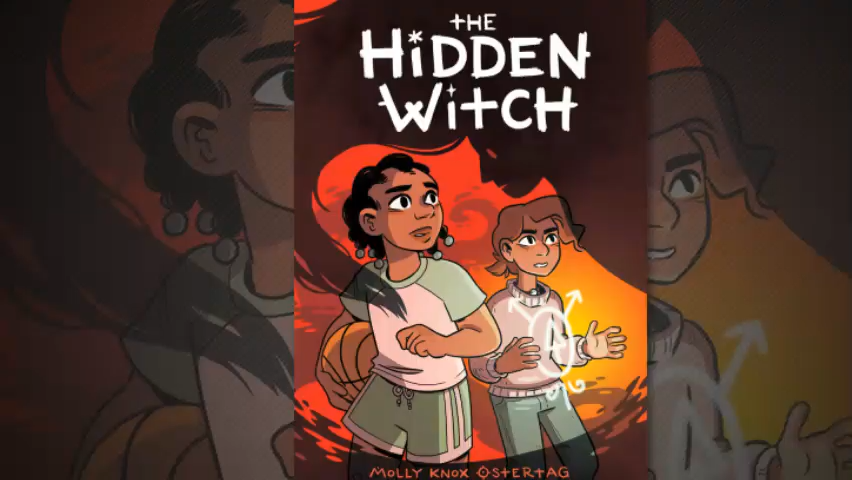 THE
HiDDEN
WiTCH
MOLLY KNOX OSTERTAG